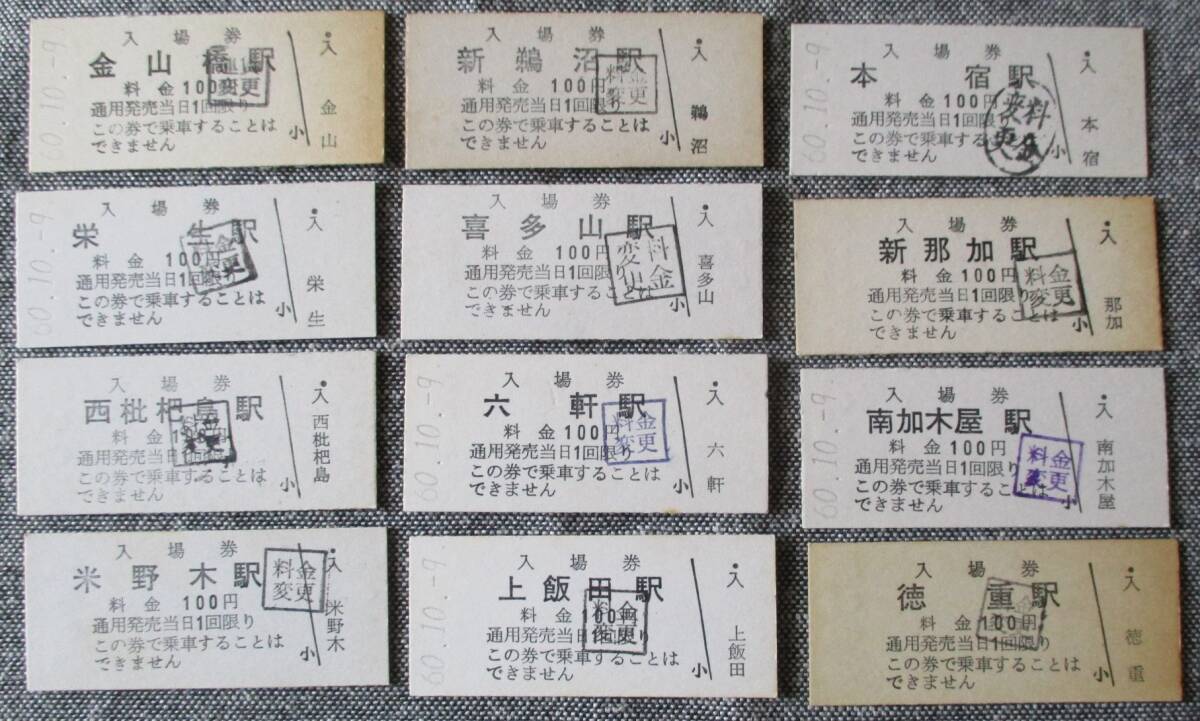 入場券
金山橋駅
料金100円
通用発売当日1回限り
この券で乗車することは
できません
小
入
金山
60.10.-9
料金変更
入場券
新鵜沼駅
料金100円
通用発売当日1回限り
この券で乗車することは
できません
小
入
鵜沼
料金変更
入場券
本宿駅
料金100円
通用発売当日1回限り
この券で乗車することは
できません
小
入
本宿
60.10.-9
料金変更
入場券
栄生駅
料金100円
通用発売当日1回限り
この券で乗車することは
できません
小
入
栄生
60.10.-9
料金変更
入場券
喜多山駅
料金100円
通用発売当日1回限り
この券で乗車することは
できません
小
入
喜多山
料金変更
入場券
新那加駅
料金100円
通用発売当日1回限り
この券で乗車することは
できません
小
入
那加
料金変更
入場券
西枇杷島駅
料金100円
通用発売当日1回限り
この券で乗車することは
できません
小
入
西枇杷島
料金変更
入場券
六軒駅
料金100円
通用発売当日1回限り
この券で乗車することは
できません
小
入
六軒
60.10.-9
料金変更
入場券
南加木屋駅
料金100円
通用発売当日1回限り
この券で乗車することは
できません
小
入
南加木屋
60.10.-9
料金変更
入場券
米野木駅
料金100円
通用発売当日1回限り
この券で乗車することは
できません
小
入
米野木
料金変更
入場券
上飯田駅
料金100円
通用発売当日1回限り
この券で乗車することは
できません
小
入
上飯田
60.10.-9
料金変更
入場券
徳重駅
料金100円
通用発売当日1回限り
この券で乗車することは
できません
小
入
徳重
料金変更